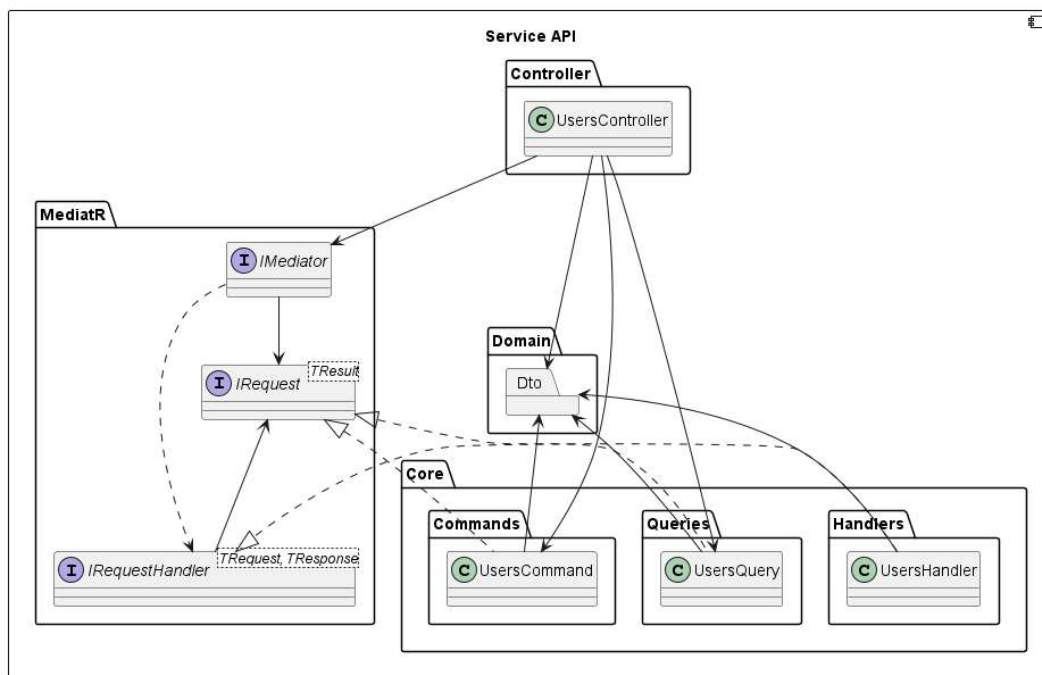 Service API
Controller
C UsersController
MediatR
I IMediator
I IRequest TResult
Domain
Dto
Core
Commands
Queries
Handlers
I IRequestHandler TRequest, TResponse
C UsersCommand
C UsersQuery
C UsersHandler